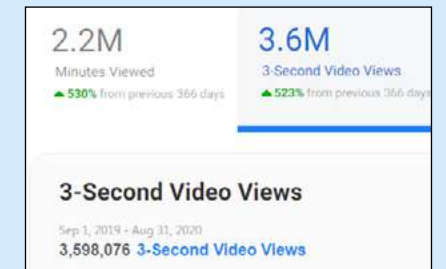 2.2M
Minutes Viewed
530% from previous 366 days
3.6M
3-Second Video Views
523% from previous 366 days
3-Second Video Views
Sep 1, 2019 - Aug 31, 2020
3,598,076 3-Second Video Views